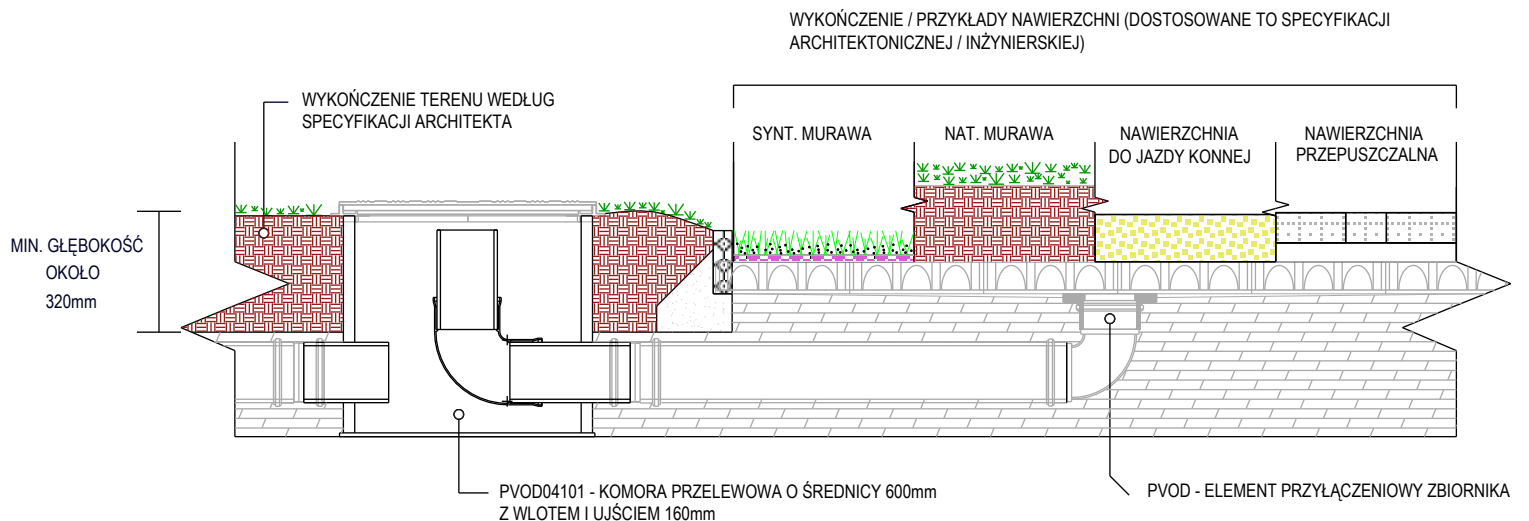 WYKOŃCZENIE / PRZYKŁADY NAWIERZCHNI (DOSTOSOWANE TO SPECYFIKACJI
ARCHITEKTONICZNEJ / INŻYNIERSKIEJ)
WYKOŃCZENIE TERENU WEDŁUG
SPECYFIKACJI ARCHITEKTA
SYNT. MURAWA
NAT. MURAWA
NAWIERZCHNIA
DO JAZDY KONNEJ
NAWIERZCHNIA
PRZEPUSZCZALNA
MIN. GŁĘBOKOŚĆ
OKOŁO
320mm
PVOD04101 - KOMORA PRZELEWOWA O ŚREDNICY 600mm
Z WLOTEM I UJŚCIEM 160mm
PVOD - ELEMENT PRZYŁĄCZENIOWY ZBIORNIKA